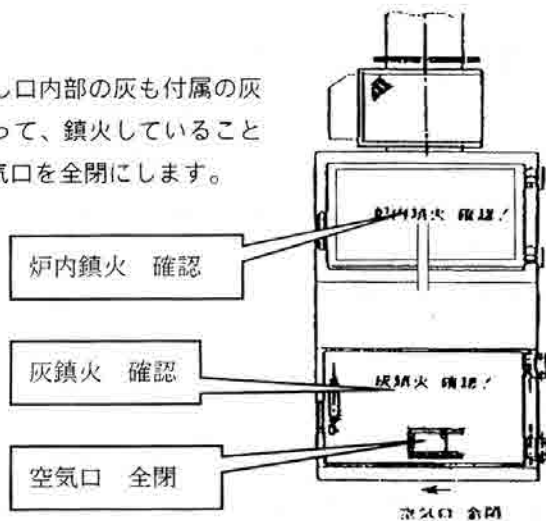 し口内部の灰も付属の灰
って、鎮火していること
気口を全閉にします。
炉内鎮火 確認！
炉内鎮火 確認
灰鎮火 確認
灰鎮火 確認！
空気口 全閉
空気口 全閉